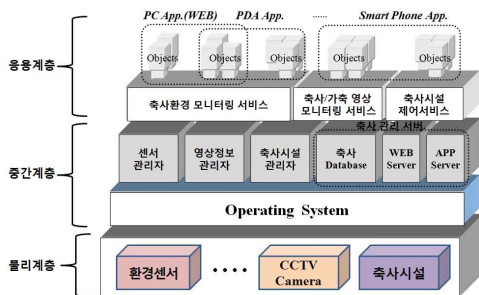 PC App.(WEB)
PDA App.
......
Smart Phone App.
Objects
Objects
Objects
Objects
Objects
응용계층
축사환경 모니터링 서비스
축사/가축 영상
모니터링 서비스
축사시설
제어서비스
축사 관리 서버
중간계층
센서
관리자
영상정보
관리자
축사시설
관리자
축사
Database
WEB
Server
APP
Server
Operating System
물리계층
환경센서
CCTV
Camera
축사시설